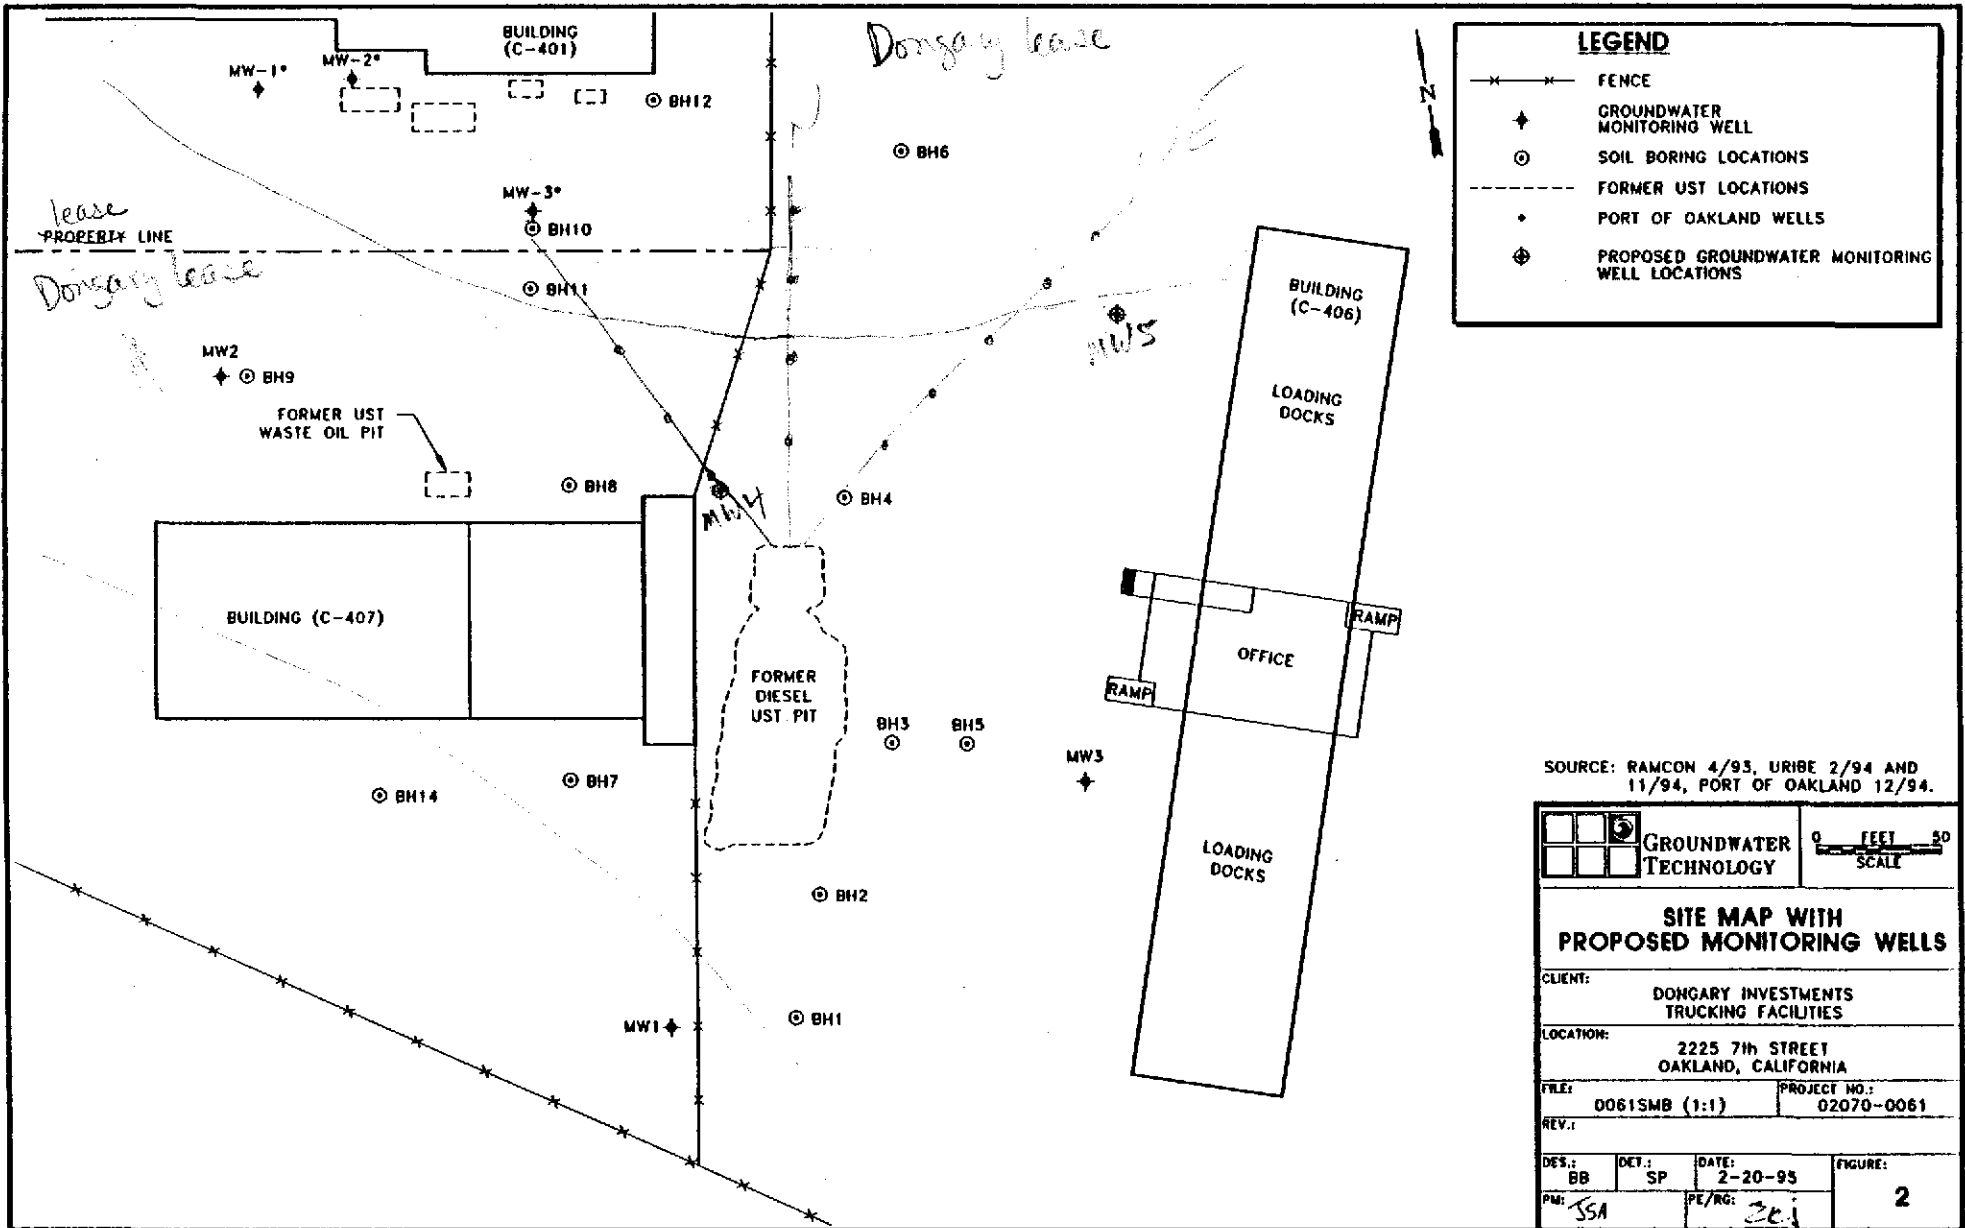 BUILDING
(C-401)
Dongary lease
MW-1*
MW-2*
BH12
BH6
MW-3*
BH10
lease
PROPERTY LINE
Dongary lease
BH11
MW2
BH9
FORMER UST
WASTE OIL PIT
BH8
MW4
BH4
MW5
BUILDING
(C-406)
LOADING
DOCKS
BUILDING (C-407)
FORMER
DIESEL
UST PIT
RAMP
OFFICE
RAMP
BH3
BH5
MW3
BH14
BH7
LOADING
DOCKS
BH2
MW1
BH1
N
LEGEND
FENCE
GROUNDWATER
MONITORING WELL
SOIL BORING LOCATIONS
FORMER UST LOCATIONS
PORT OF OAKLAND WELLS
PROPOSED GROUNDWATER MONITORING
WELL LOCATIONS
SOURCE: RAMCON 4/93, URIBE 2/94 AND
11/94, PORT OF OAKLAND 12/94.
GROUNDWATER
TECHNOLOGY
0 FEET 50
SCALE
SITE MAP WITH
PROPOSED MONITORING WELLS
CLIENT:
DONGARY INVESTMENTS
TRUCKING FACILITIES
LOCATION:
2225 7th STREET
OAKLAND, CALIFORNIA
FILE:
0061SMB (1:1)
PROJECT NO.:
02070-0061
REV.:
DES.:
BB
DET.:
SP
DATE:
2-20-95
FIGURE:
2
PM: JSA
PE/RG: